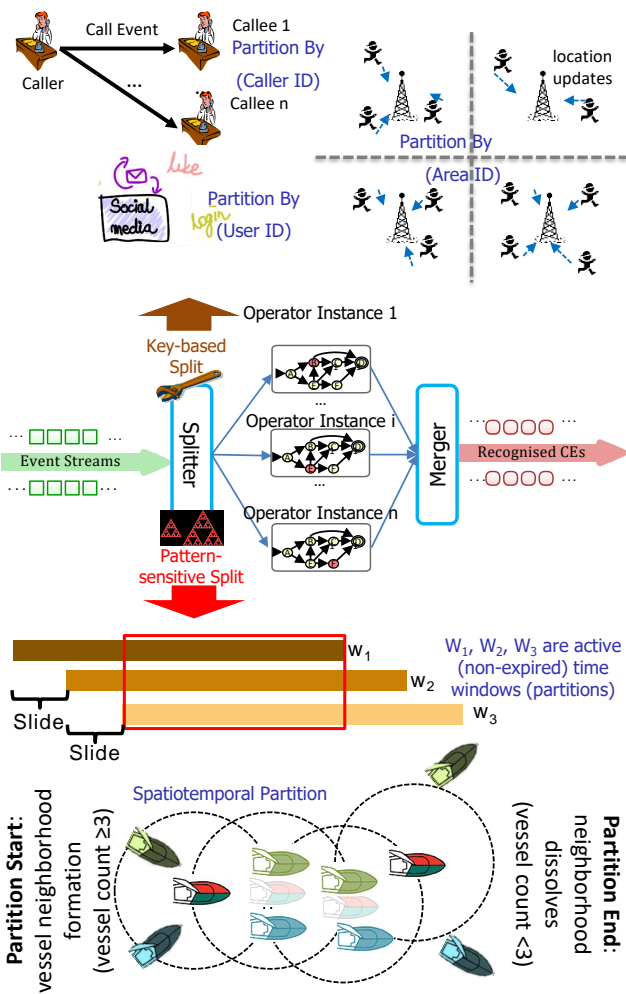 Call Event
Callee 1
Partition By
(Caller ID)
Caller
...
Callee n
location
updates
Partition By
(Area ID)
like
Social
media
login
Partition By
(User ID)
Operator Instance 1
Key-based
Split
A
B
C
D
E
F
...
Operator Instance i
A
B
C
D
E
F
...
Operator Instance n
A
B
C
D
E
F
Splitter
Merger
... ...
Event Streams
... ...
... ...
Recognised CEs
... ...
Pattern-
sensitive Split
w1
w2
w3
Slide
Slide
W1, W2, W3 are active
(non-expired) time
windows (partitions)
Spatiotemporal Partition
Partition Start:
vessel neighborhood
formation
(vessel count ≥3)
..
Partition End:
neighborhood
dissolves
(vessel count <3)